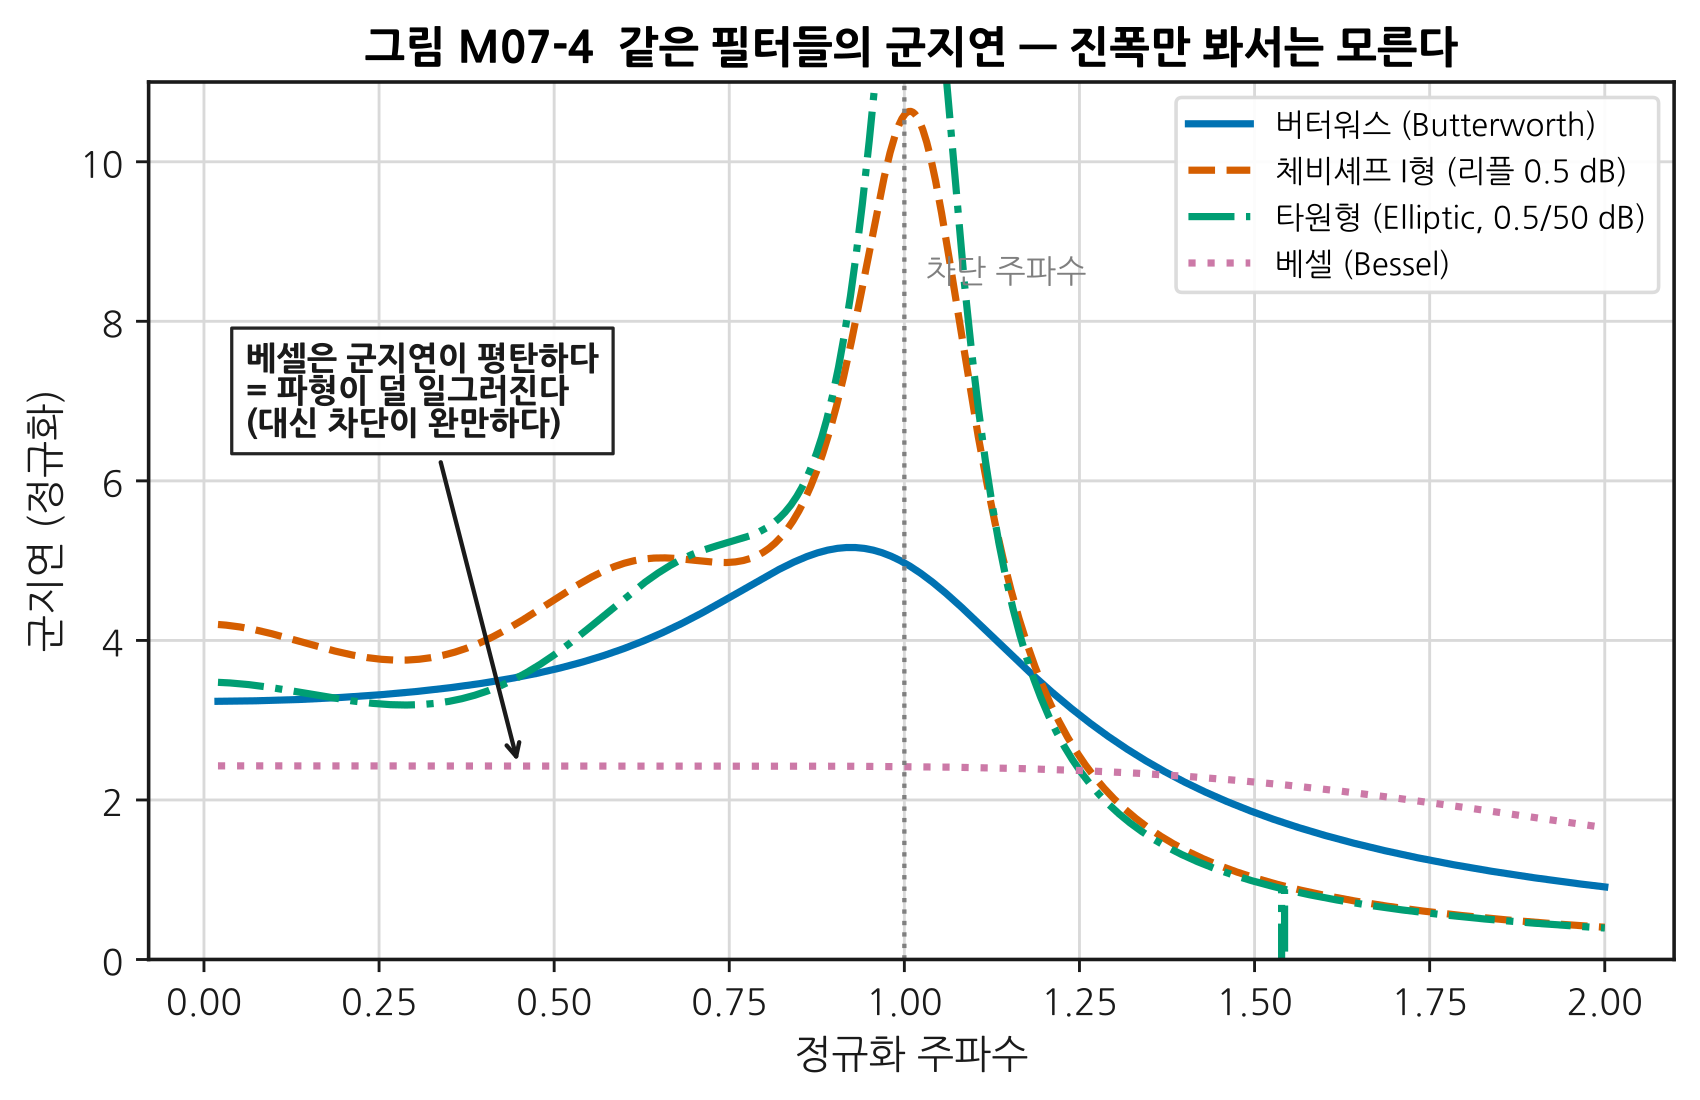 그림 M07-4 같은 필터들의 군지연 — 진폭만 봐서는 모른다
버터워스 (Butterworth)
체비셰프 I형 (리플 0.5 dB)
타원형 (Elliptic, 0.5/50 dB)
베셀 (Bessel)
차단 주파수
베셀은 군지연이 평탄하다
= 파형이 덜 일그러진다
(대신 차단이 완만하다)
군지연 (정규화)
10
8
6
4
2
0
0.00 0.25 0.50 0.75 1.00 1.25 1.50 1.75 2.00
정규화 주파수